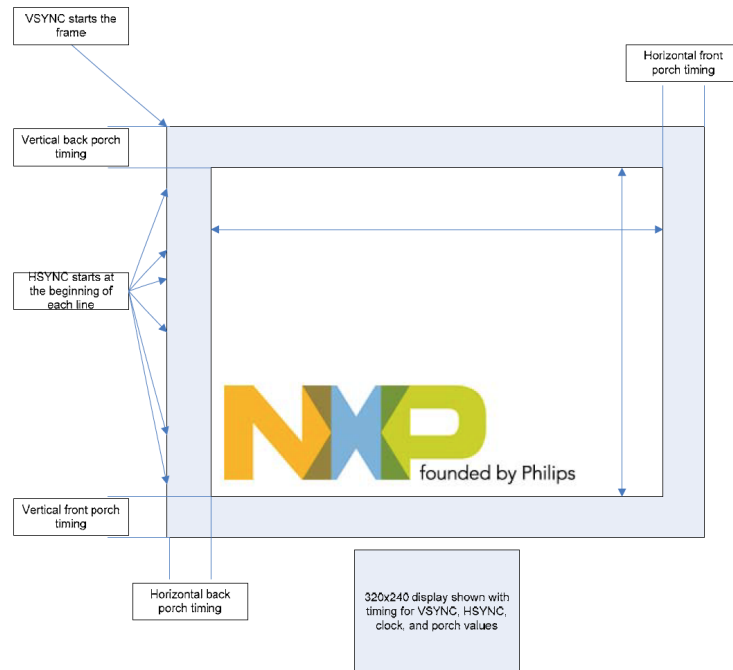 VSYNC starts the
frame
Horizontal front
porch timing
Vertical back porch
timing
HSYNC starts at
the beginning of
each line
NXP
founded by Philips
Vertical front porch
timing
Horizontal back
porch timing
320x240 display shown with
timing for VSYNC, HSYNC,
clock, and porch values